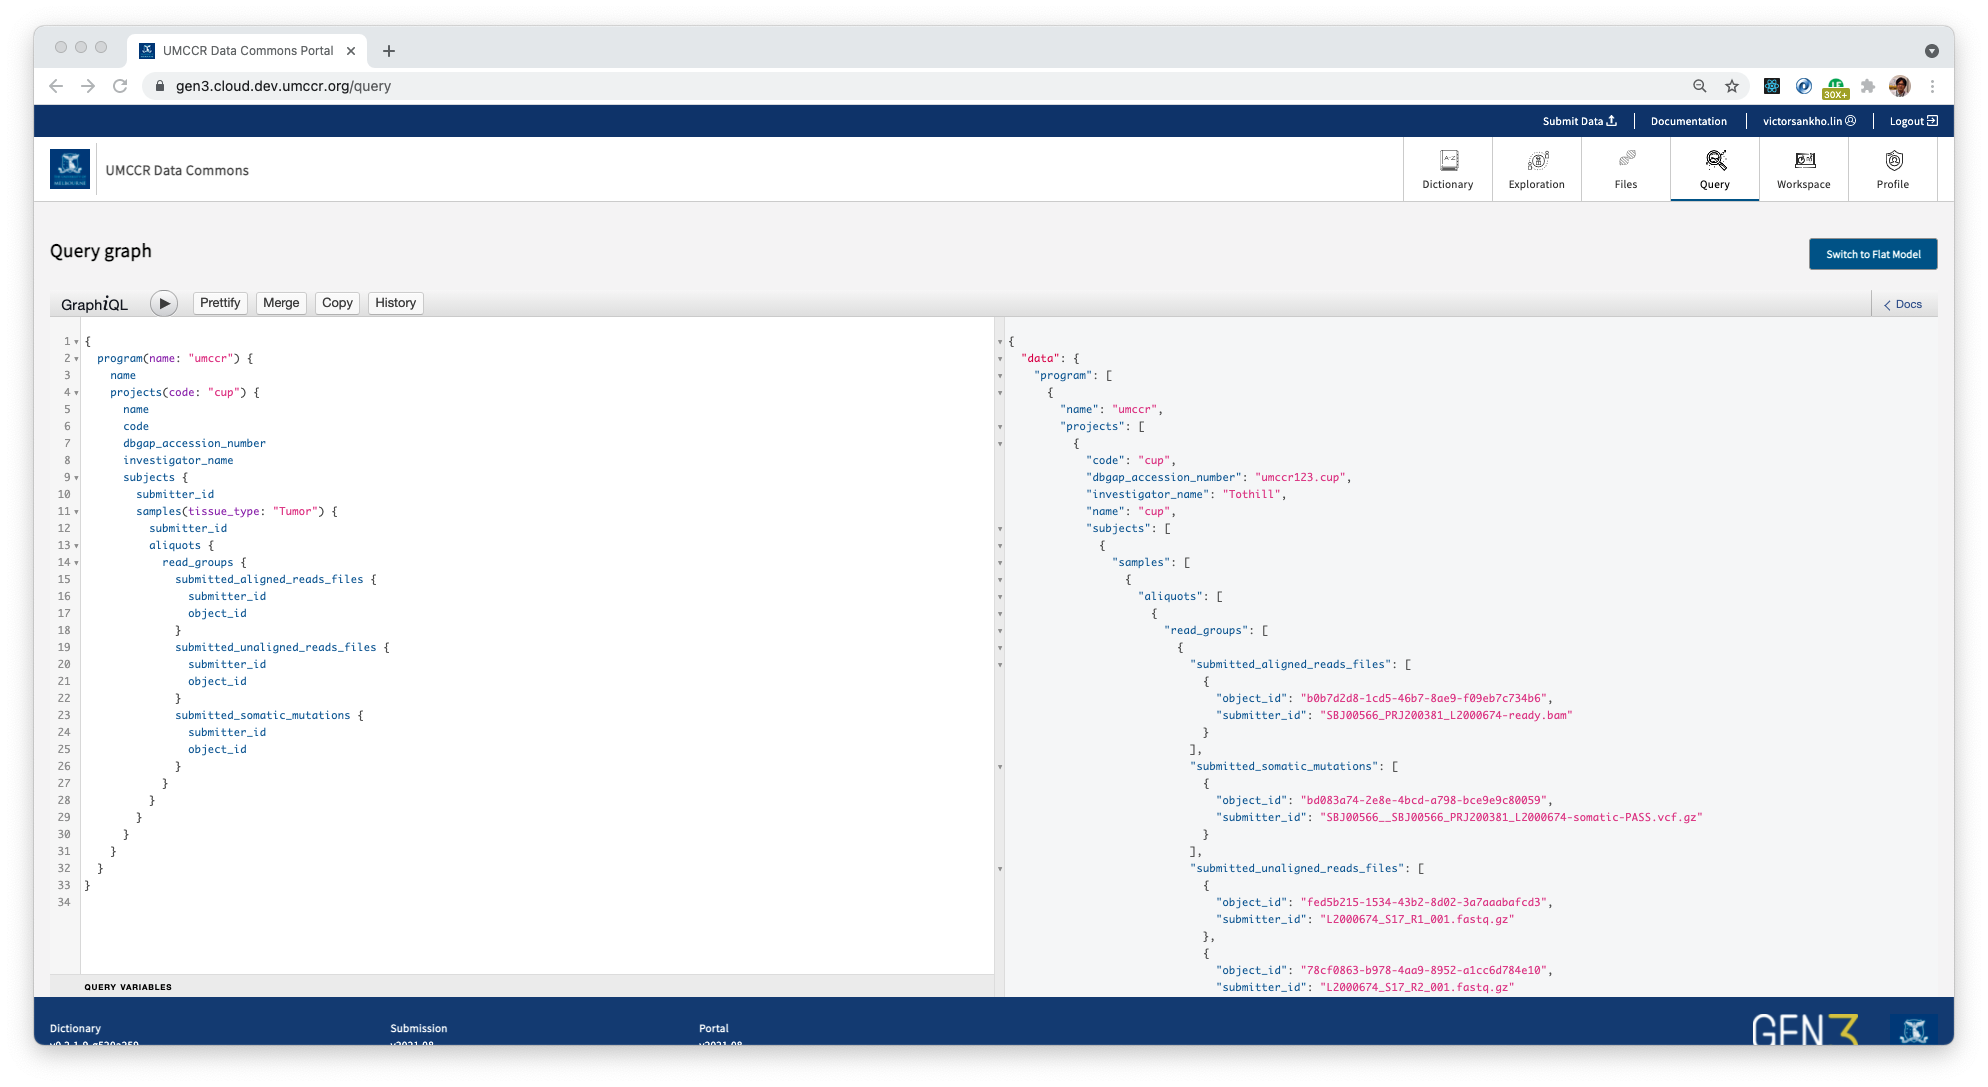 UMCCR Data Commons Portal
gen3.cloud.dev.umccr.org/query
30X+
Submit Data
Documentation
victorsankho.lin
Logout
UMCCR Data Commons
A-Z
Dictionary
Exploration
Files
Query
Workspace
Profile
Query graph
Switch to Flat Model
GraphiQL
Prettify
Merge
Copy
History
Docs
1 {
2 program(name: "umccr") {
3 name
4 projects(code: "cup") {
5 name
6 code
7 dbgap_accession_number
8 investigator_name
9 subjects {
10 submitter_id
11 samples(tissue_type: "Tumor") {
12 submitter_id
13 aliquots {
14 read_groups {
15 submitted_aligned_reads_files {
16 submitter_id
17 object_id
18 }
19 submitted_unaligned_reads_files {
20 submitter_id
21 object_id
22 }
23 submitted_somatic_mutations {
24 submitter_id
25 object_id
26 }
27 }
28 }
29 }
30 }
31 }
32 }
33 }
34
QUERY VARIABLES
{
"data": {
"program": [
{
"name": "umccr",
"projects": [
{
"code": "cup",
"dbgap_accession_number": "umccr123.cup",
"investigator_name": "Tothill",
"name": "cup",
"subjects": [
{
"samples": [
{
"aliquots": [
{
"read_groups": [
{
"submitted_aligned_reads_files": [
{
"object_id": "b0b7d2d8-1cd5-46b7-8ae9-f09eb7c734b6",
"submitter_id": "SBJ00566_PRJ200381_L2000674-ready.bam"
}
],
"submitted_somatic_mutations": [
{
"object_id": "bd083a74-2e8e-4bcd-a798-bce9e9c80059",
"submitter_id": "SBJ00566__SBJ00566_PRJ200381_L2000674-somatic-PASS.vcf.gz"
}
],
"submitted_unaligned_reads_files": [
{
"object_id": "fed5b215-1534-43b2-8d02-3a7aaabafcd3",
"submitter_id": "L2000674_S17_R1_001.fastq.gz"
},
{
"object_id": "78cf0863-b978-4aa9-8952-a1cc6d784e10",
"submitter_id": "L2000674_S17_R2_001.fastq.gz"
Dictionary
Submission
v2021.08
Portal
v2021.08
GEN3